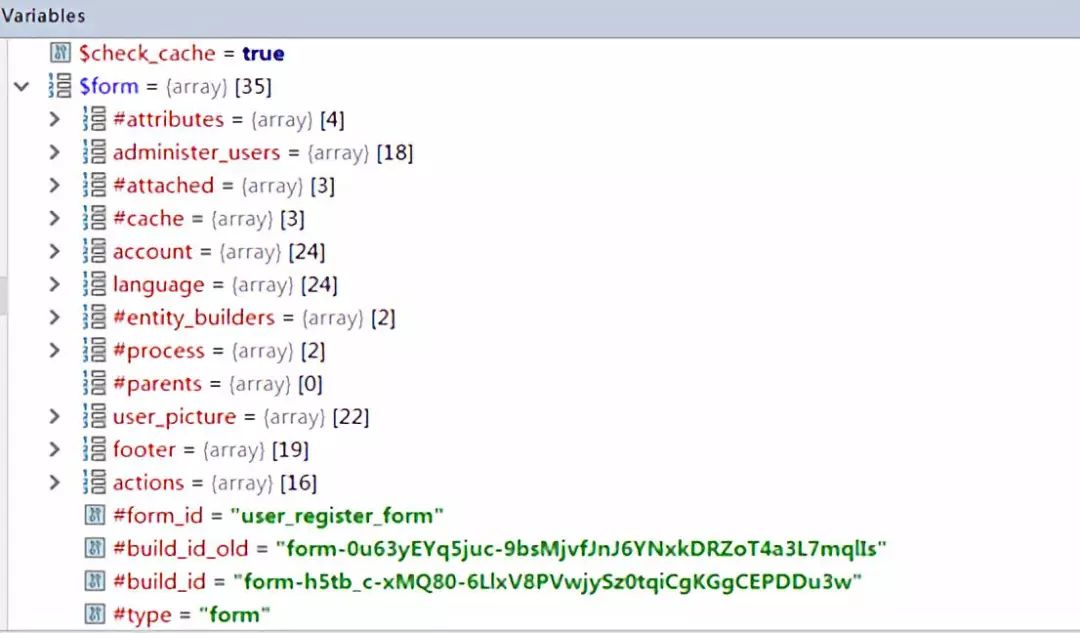 Variables
$check_cache = true
$form = {array} [35]
#attributes = {array} [4]
administer_users = {array} [18]
#attached = {array} [3]
#cache = {array} [3]
account = {array} [24]
language = {array} [24]
#entity_builders = {array} [2]
#process = {array} [2]
#parents = {array} [0]
user_picture = {array} [22]
footer = {array} [19]
actions = {array} [16]
#form_id = "user_register_form"
#build_id_old = "form-0u63yEYq5juc-9bsMjvfJnJ6YNxkDRZoT4a3L7mqlIs"
#build_id = "form-h5tb_c-xMQ80-6LlxV8PVwjySz0tqiCgKGgCEPDDu3w"
#type = "form"